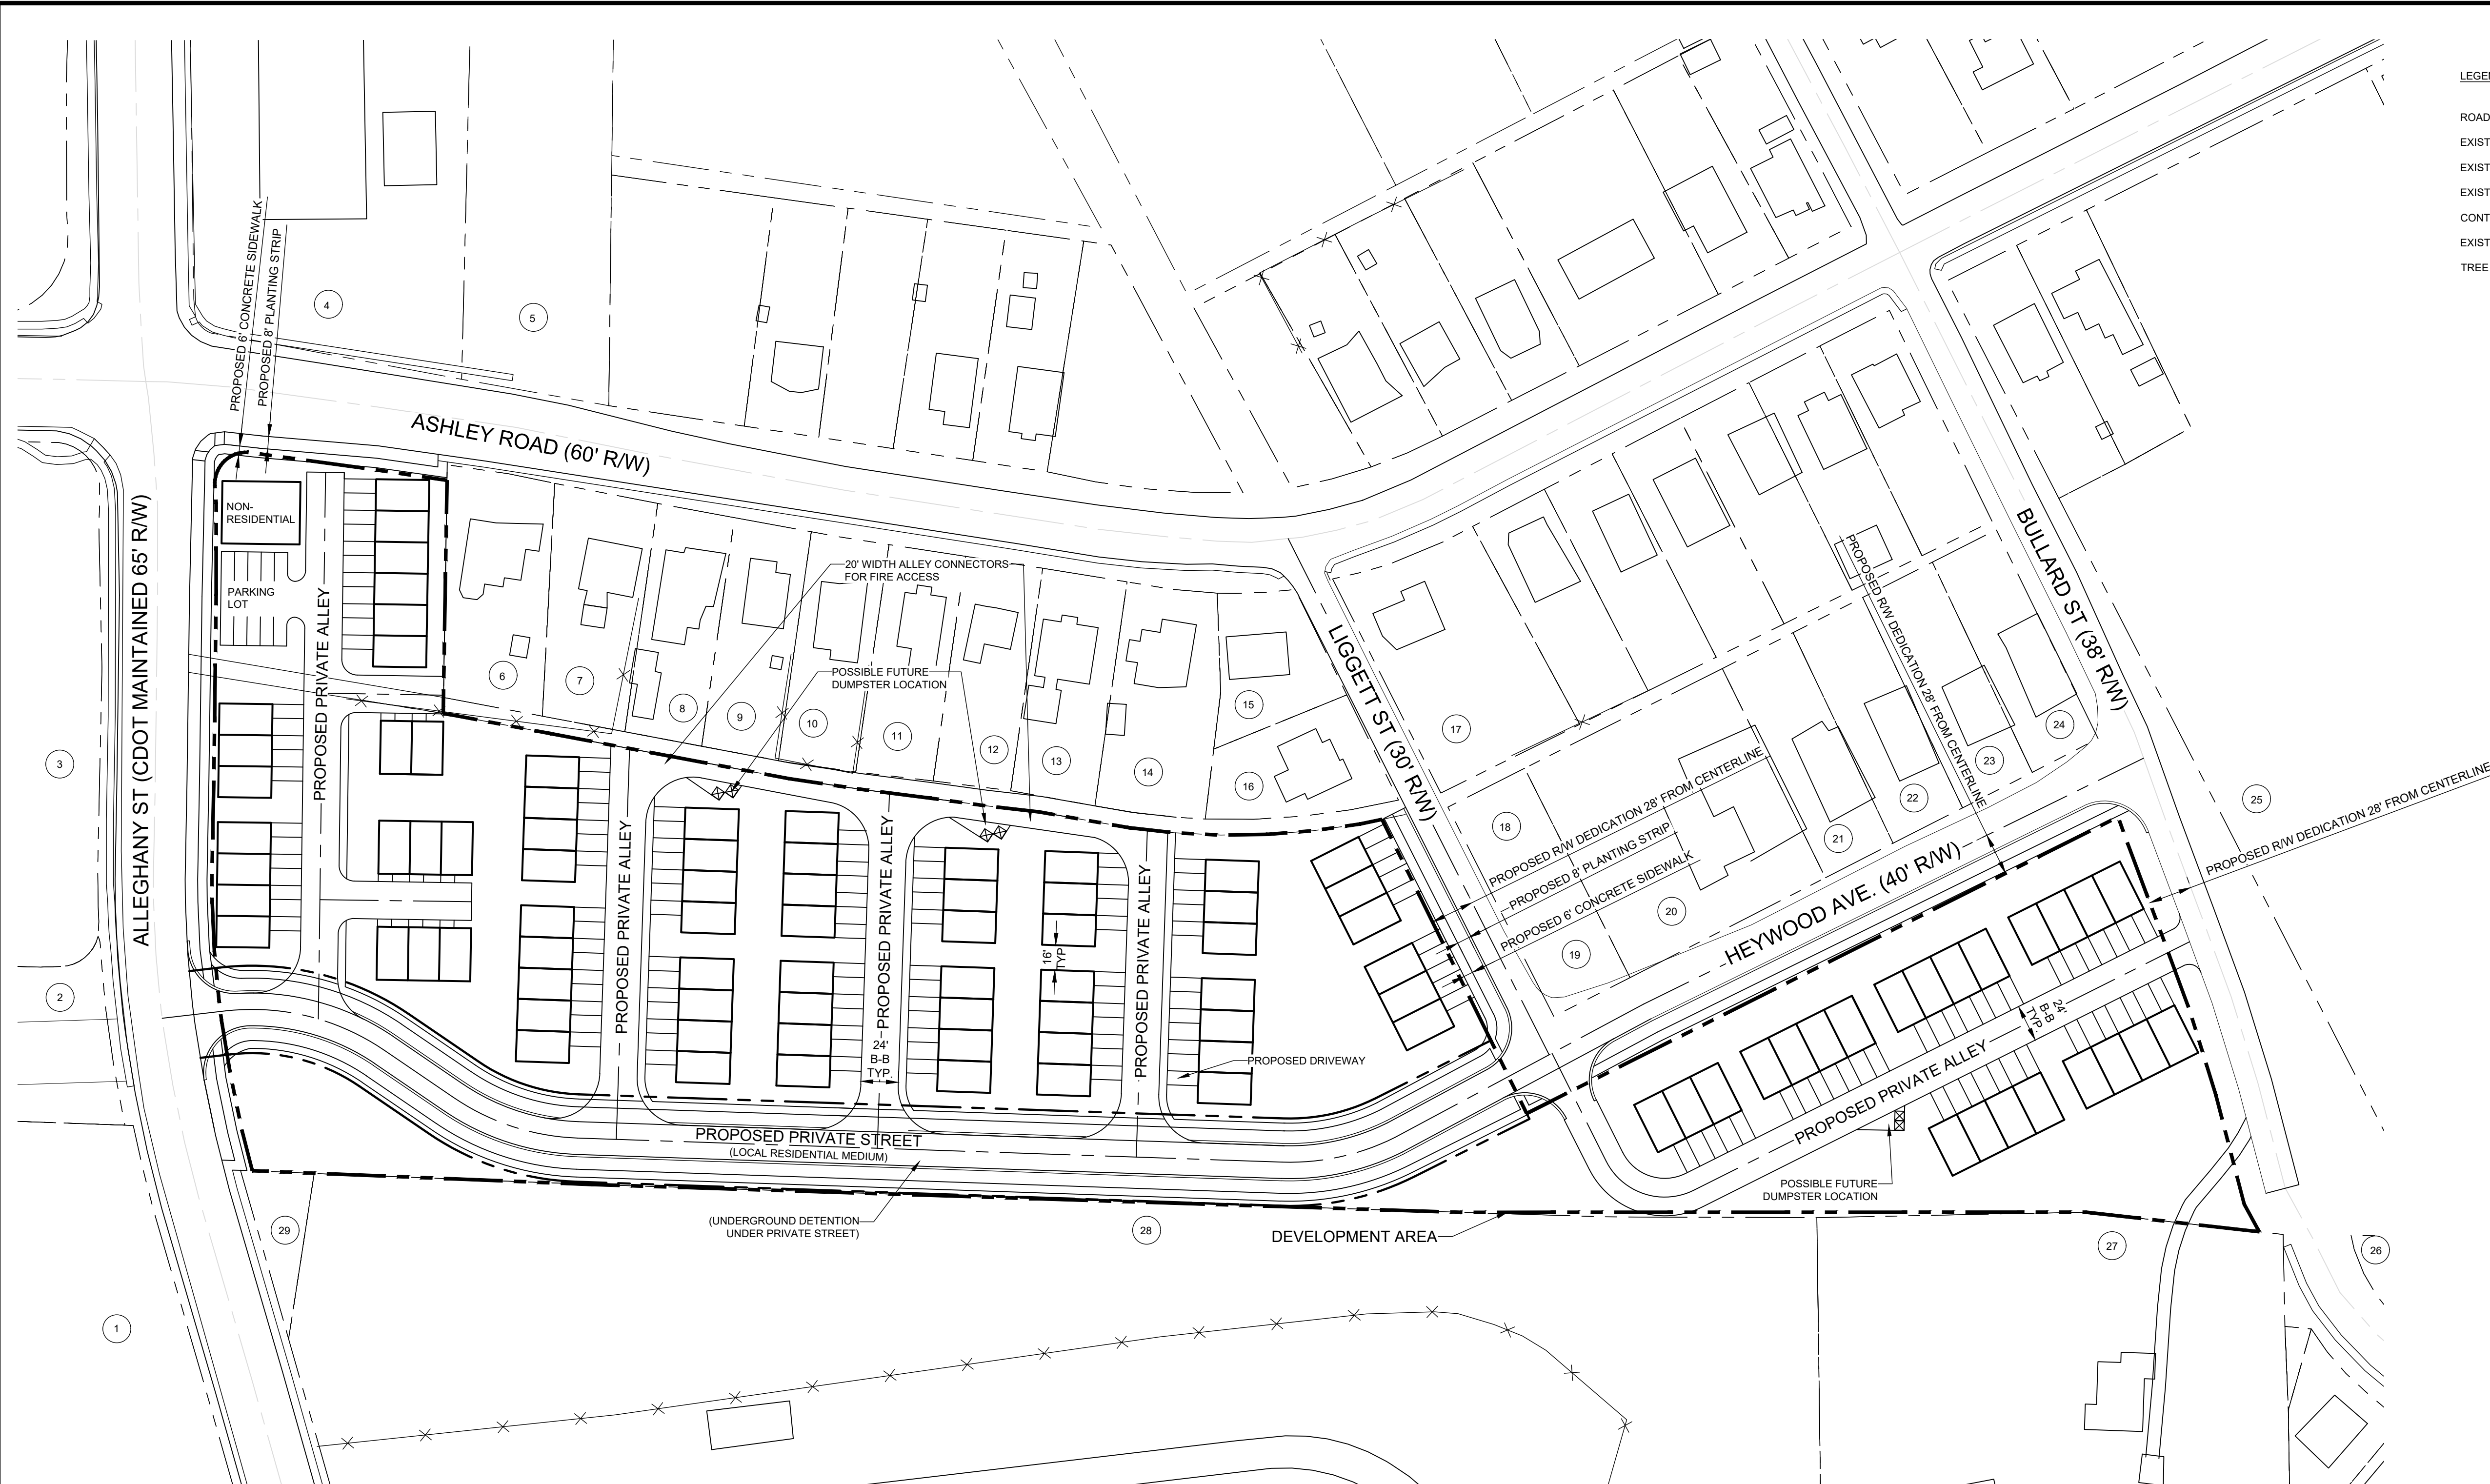 LEGE
ROAD
EXIST
EXIST
EXIST
CONT
EXIST
TREE
PROPOSED 6' CONCRETE SIDEWALK
PROPOSED 8' PLANTING STRIP
4
5
ASHLEY ROAD (60' R/W)
ALLEGHANY ST (CDOT MAINTAINED 65' R/W)
NON-
RESIDENTIAL
PARKING
LOT
PROPOSED PRIVATE ALLEY
20' WIDTH ALLEY CONNECTORS
FOR FIRE ACCESS
POSSIBLE FUTURE
DUMPSTER LOCATION
6
7
8
9
10
11
12
13
14
15
16
LIGGETT ST (30' R/W)
17
18
19
20
21
22
23
24
25
BULLARD ST (38' R/W)
PROPOSED R/W DEDICATION 28' FROM CENTERLINE
PROPOSED R/W DEDICATION 28' FROM CENTERLINE
PROPOSED 8' PLANTING STRIP
PROPOSED 6' CONCRETE SIDEWALK
PROPOSED R/W DEDICATION 28' FROM CENTERLINE
HEYWOOD AVE. (40' R/W)
3
2
1
PROPOSED PRIVATE ALLEY
PROPOSED PRIVATE ALLEY
24'
B-B
TYP.
16'
TYP
PROPOSED PRIVATE ALLEY
PROPOSED DRIVEWAY
24'
B-B
TYP.
PROPOSED PRIVATE ALLEY
PROPOSED PRIVATE STREET
(LOCAL RESIDENTIAL MEDIUM)
(UNDERGROUND DETENTION
UNDER PRIVATE STREET)
POSSIBLE FUTURE
DUMPSTER LOCATION
DEVELOPMENT AREA
29
28
27
26